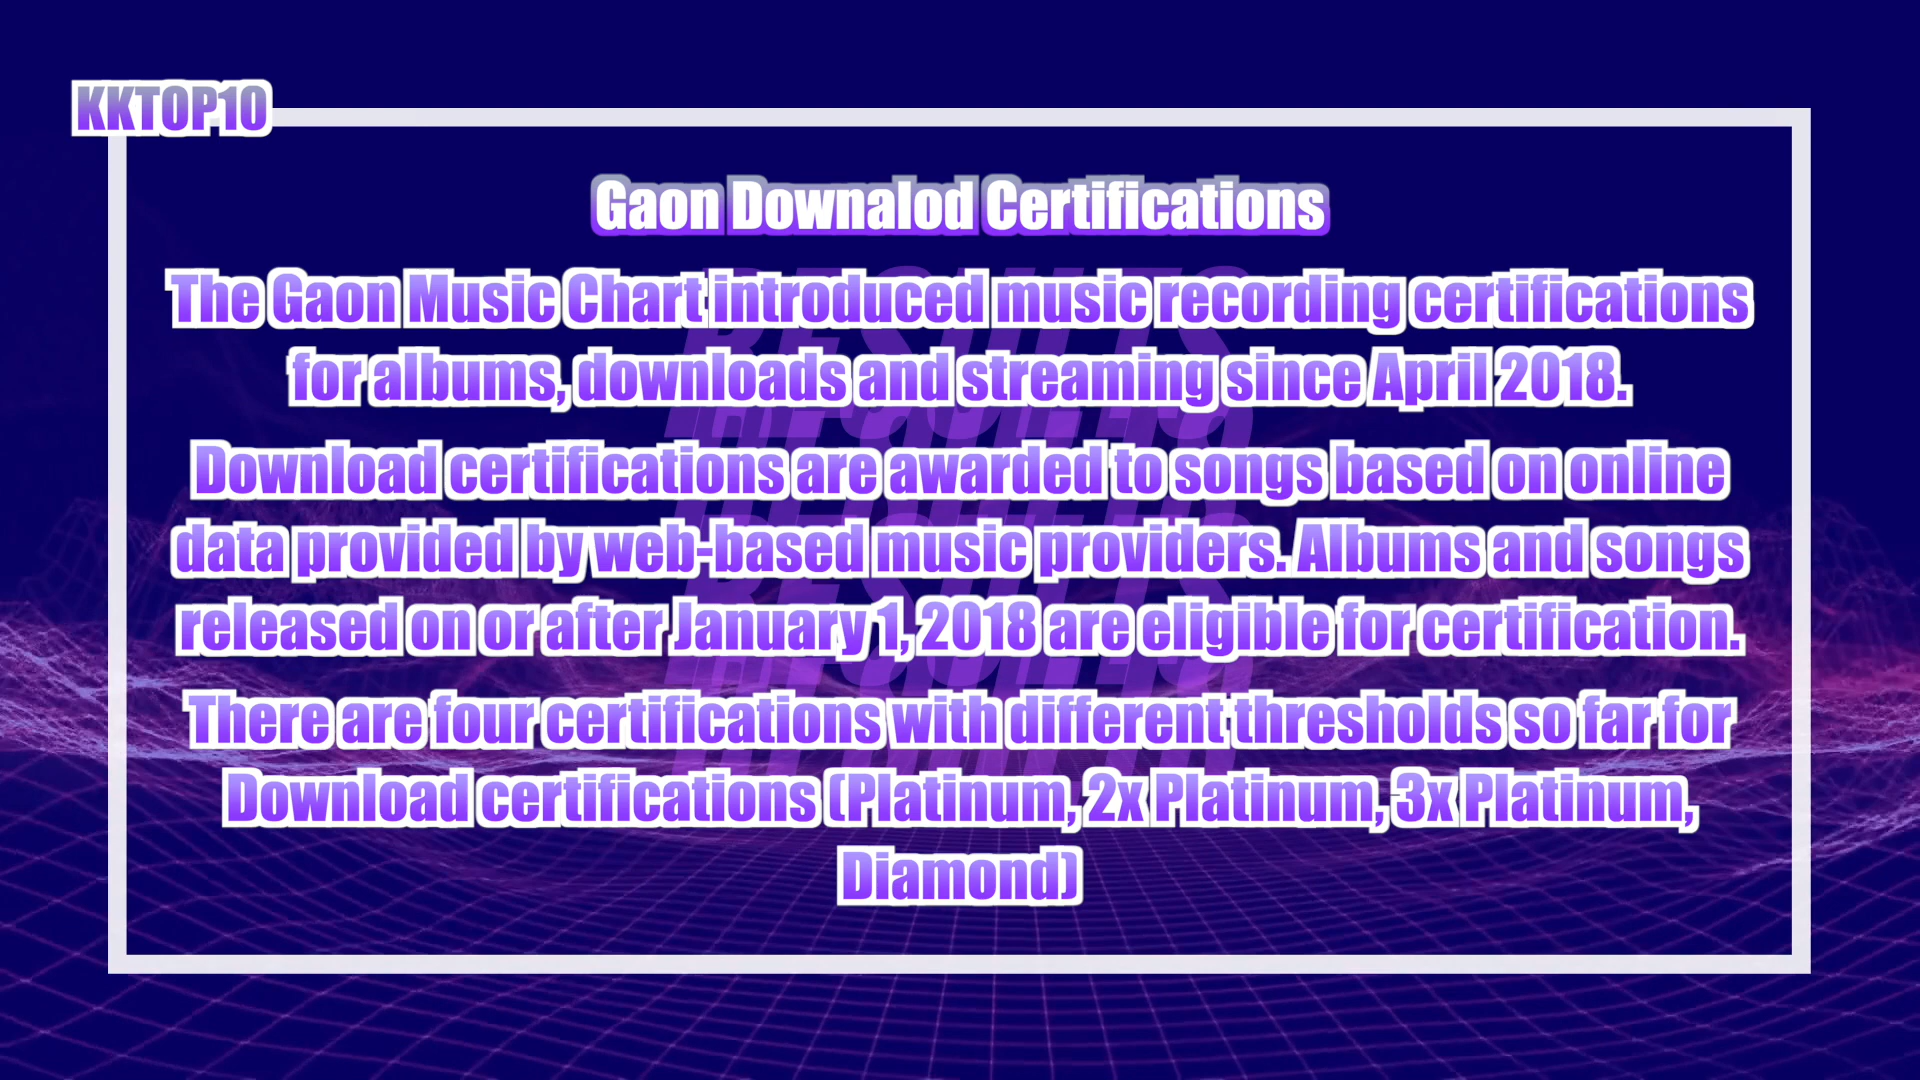 KKTOP10
Gaon Downalod Certifications
The Gaon Music Chart introduced music recording certifications
for albums, downloads and streaming since April 2018.
Download certifications are awarded to songs based on online
data provided by web-based music providers. Albums and songs
released on or after January 1, 2018 are eligible for certification.
There are four certifications with different thresholds so far for
Download certifications (Platinum, 2x Platinum, 3x Platinum,
Diamond)